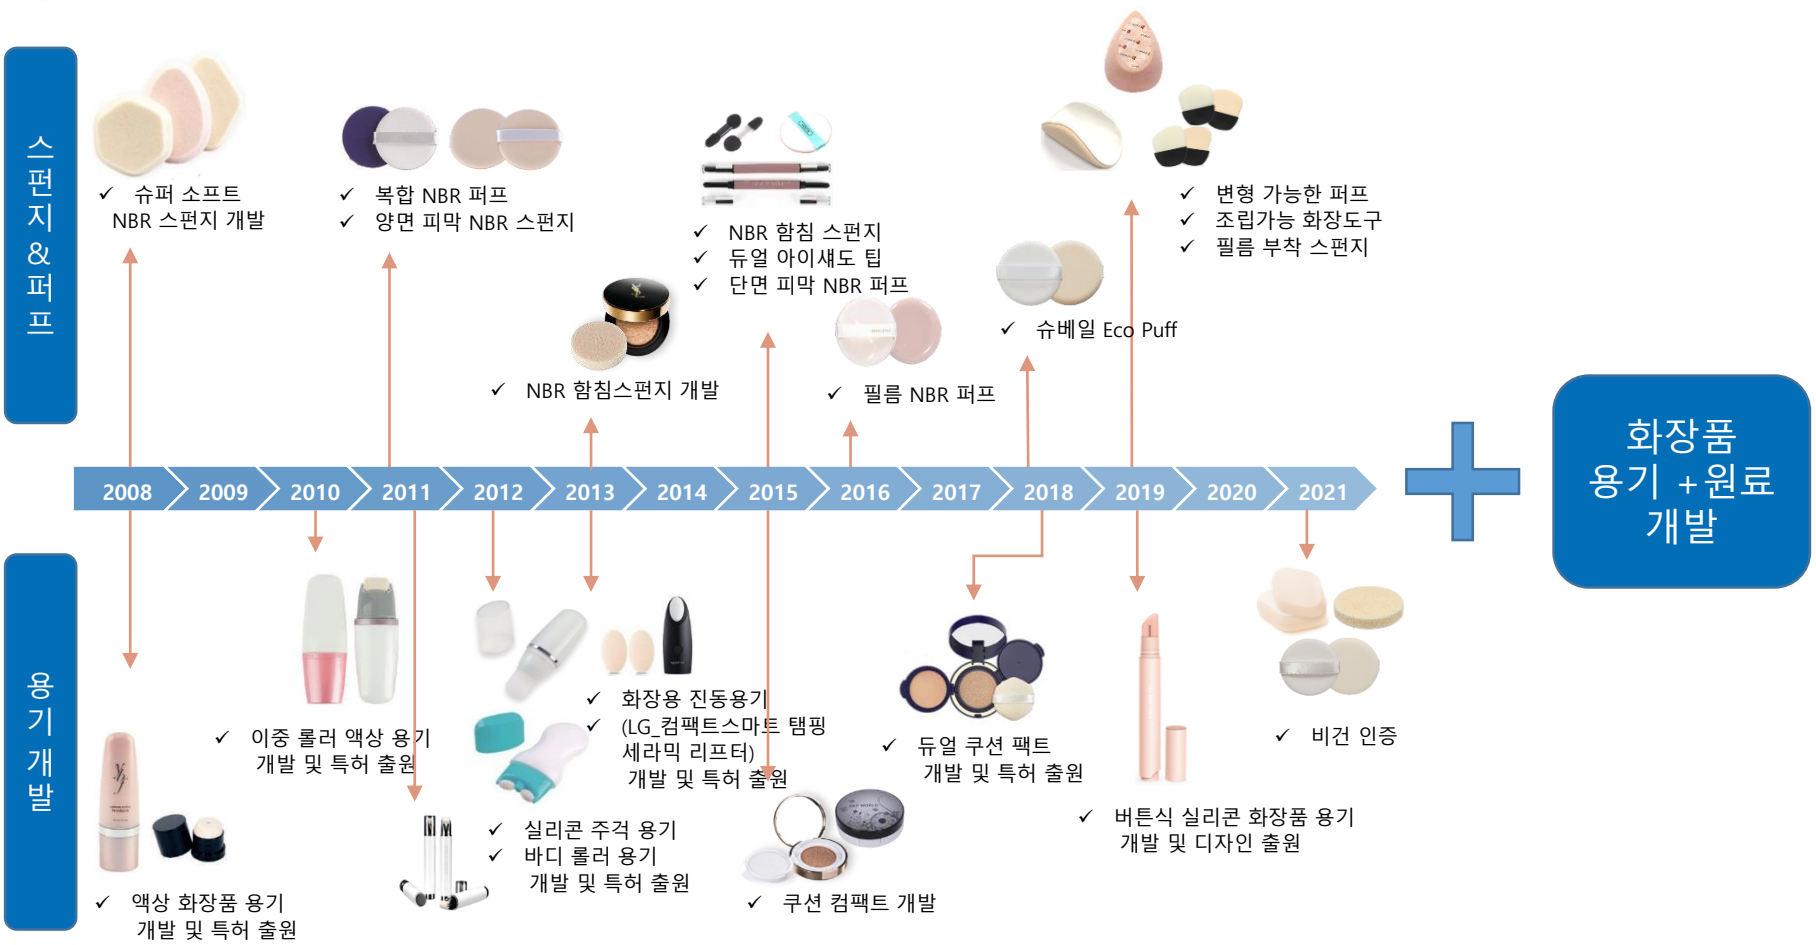 스펀지&퍼프
✓ 슈퍼 소프트
NBR 스펀지 개발
✓ 복합 NBR 퍼프
✓ 양면 피막 NBR 스펀지
✓ NBR 함침스펀지 개발
✓ NBR 함침 스펀지
✓ 듀얼 아이섀도 팁
✓ 단면 피막 NBR 퍼프
✓ 필름 NBR 퍼프
✓ 슈베일 Eco Puff
✓ 변형 가능한 퍼프
✓ 조립가능 화장도구
✓ 필름 부착 스펀지
2008 2009 2010 2011 2012 2013 2014 2015 2016 2017 2018 2019 2020 2021
화장품
용기 +원료
개발
용기개발
✓ 액상 화장품 용기
개발 및 특허 출원
✓ 이중 롤러 액상 용기
개발 및 특허 출원
✓ 실리콘 주걱 용기
✓ 바디 롤러 용기
개발 및 특허 출원
✓ 화장용 진동용기
✓ (LG_컴팩트스마트 탬핑
세라믹 리프터)
개발 및 특허 출원
✓ 쿠션 컴팩트 개발
✓ 듀얼 쿠션 팩트
개발 및 특허 출원
✓ 버튼식 실리콘 화장품 용기
개발 및 디자인 출원
✓ 비건 인증